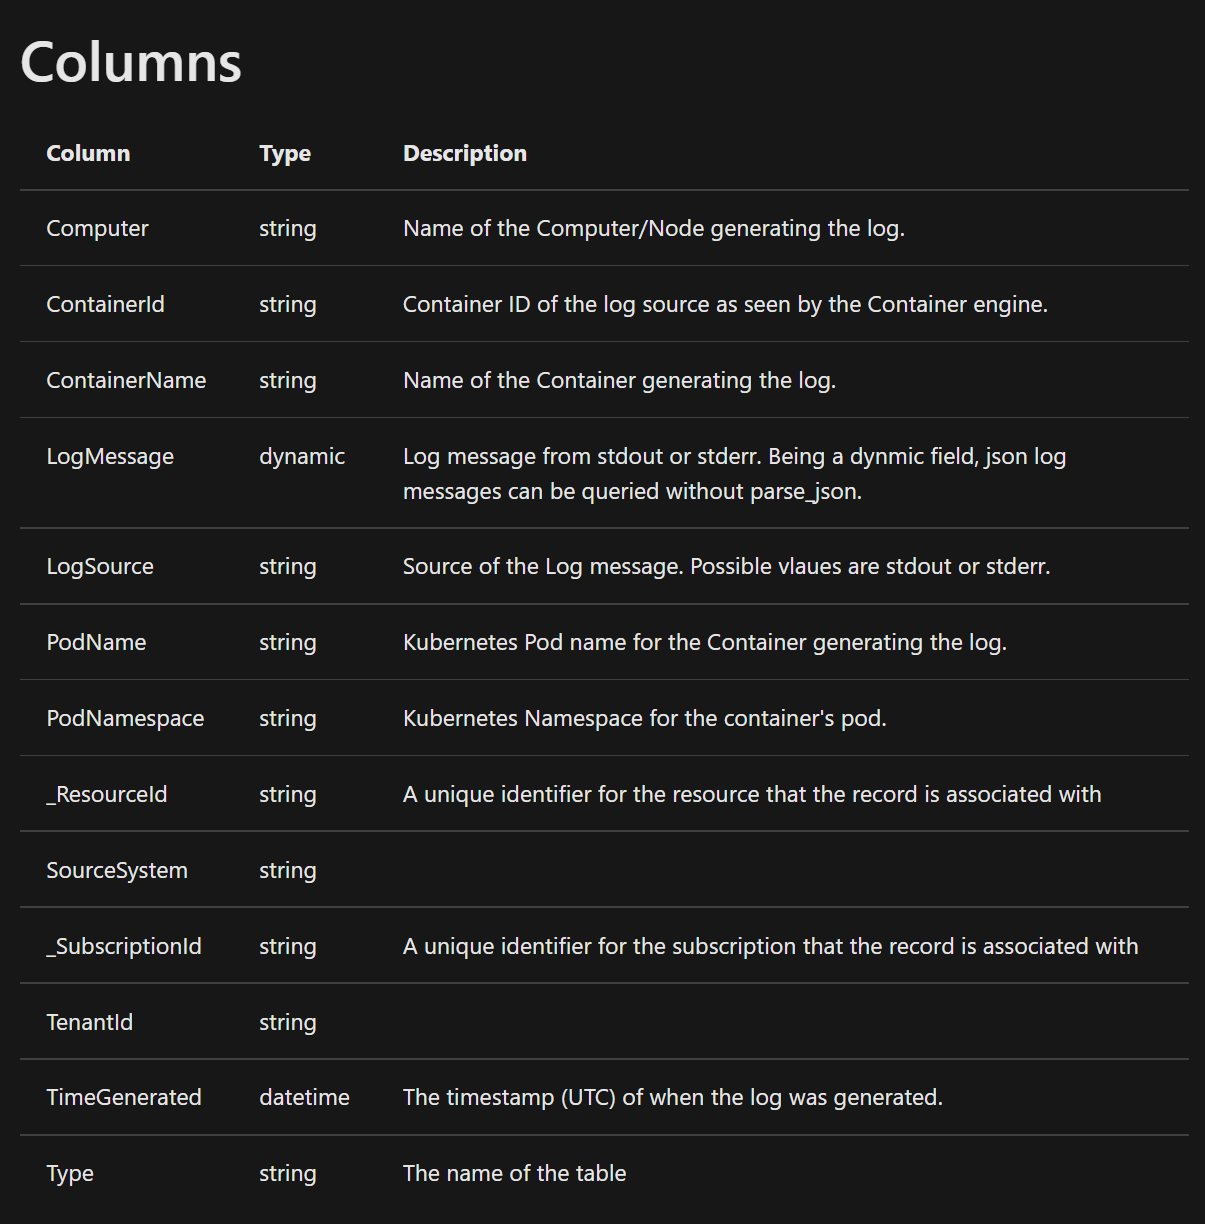 Columns
Column Type Description
Computer string Name of the Computer/Node generating the log.
ContainerId string Container ID of the log source as seen by the Container engine.
ContainerName string Name of the Container generating the log.
LogMessage dynamic Log message from stdout or stderr. Being a dynmic field, json log
messages can be queried without parse_json.
LogSource string Source of the Log message. Possible vlaues are stdout or stderr.
PodName string Kubernetes Pod name for the Container generating the log.
PodNamespace string Kubernetes Namespace for the container's pod.
_ResourceId string A unique identifier for the resource that the record is associated with
SourceSystem string
_SubscriptionId string A unique identifier for the subscription that the record is associated with
TenantId string
TimeGenerated datetime The timestamp (UTC) of when the log was generated.
Type string The name of the table